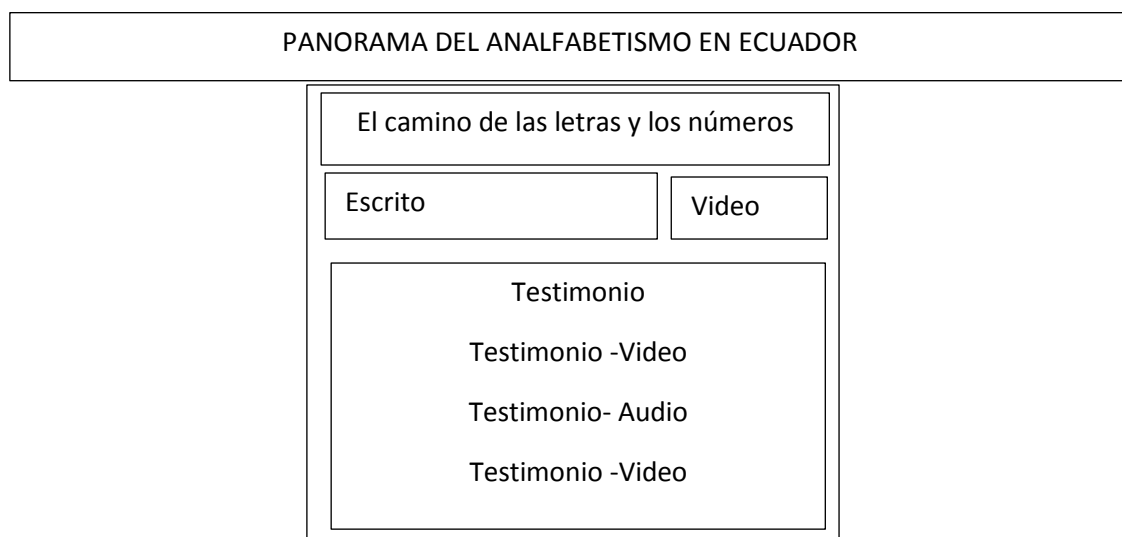 PANORAMA DEL ANALFABETISMO EN ECUADOR
El camino de las letras y los números
Escrito
Video
Testimonio
Testimonio -Video
Testimonio- Audio
Testimonio -Video